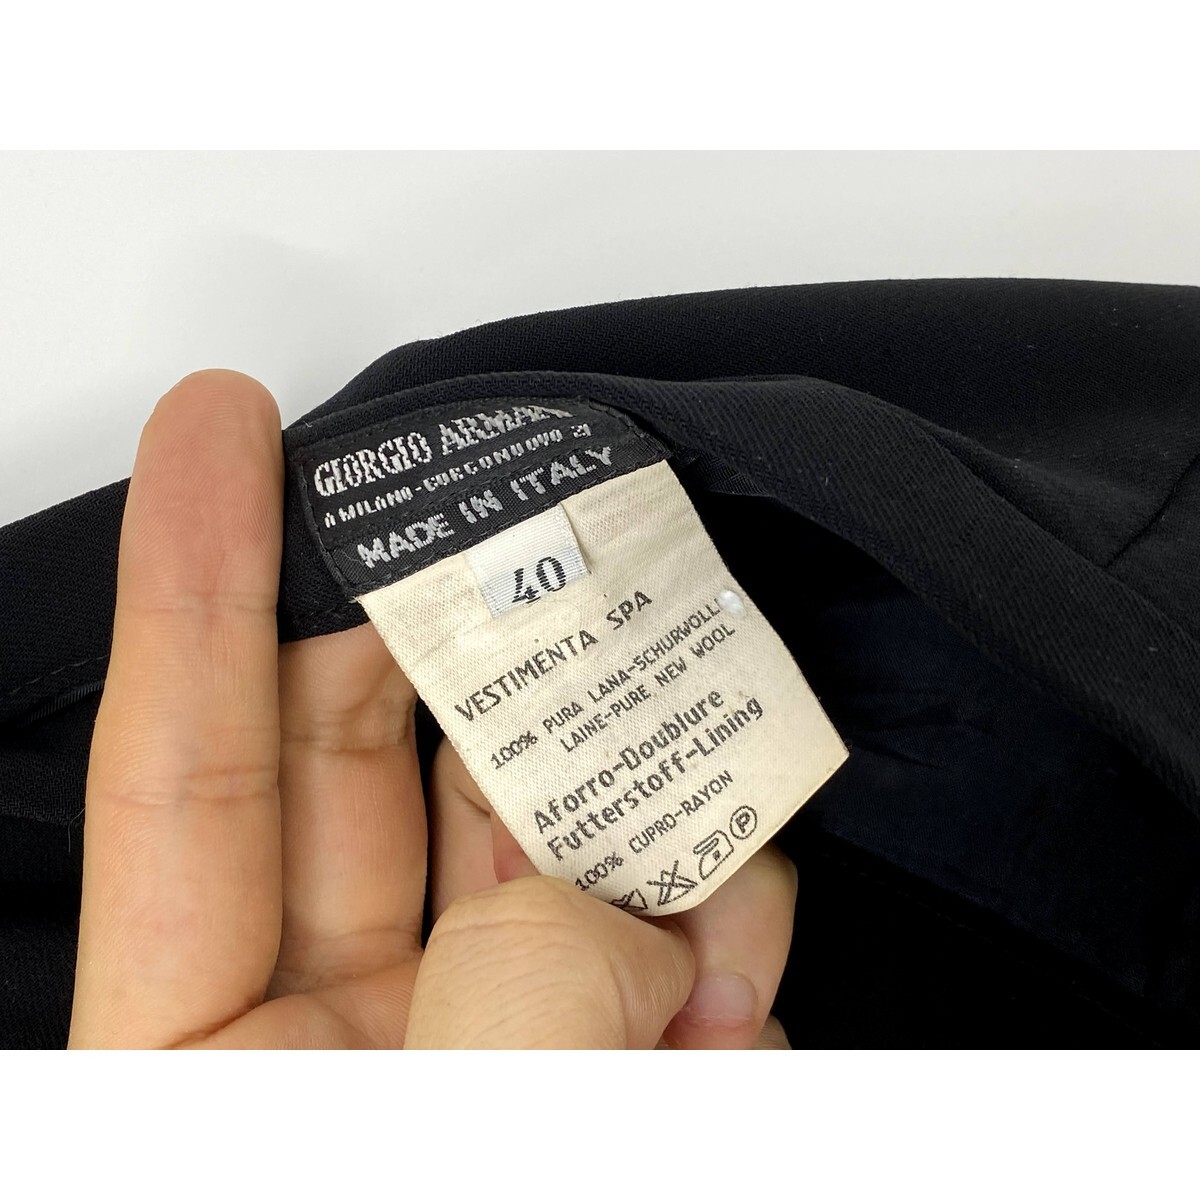 GIORGIO ARMANI
A MILANO-BORGONUOVO 21
MADE IN ITALY
40
VESTIMENTA SPA
100% PURA LANA-SCHURWOLLE
LAINE-PURE NEW WOOL
Aforro-Doublure
Futterstoff-Lining
100% CUPRO-RAYON
P